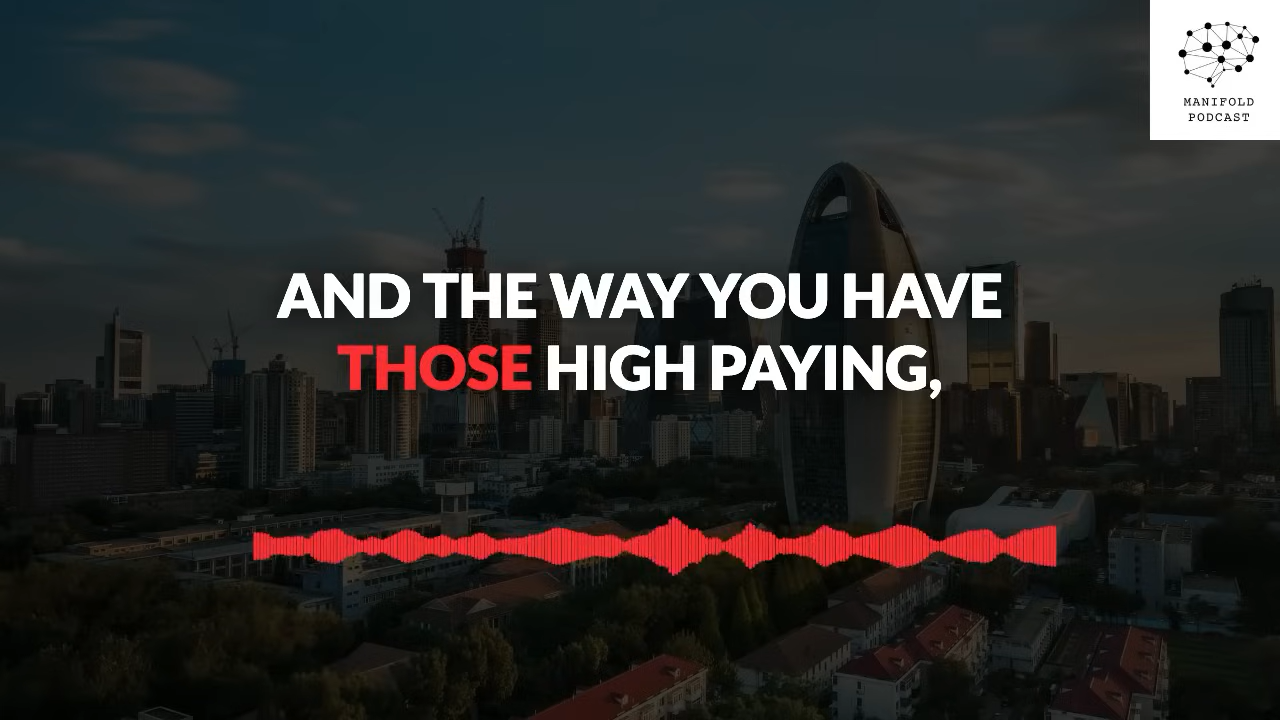 MANIFOLD
PODCAST
AND THE WAY YOU HAVE
THOSE HIGH PAYING,